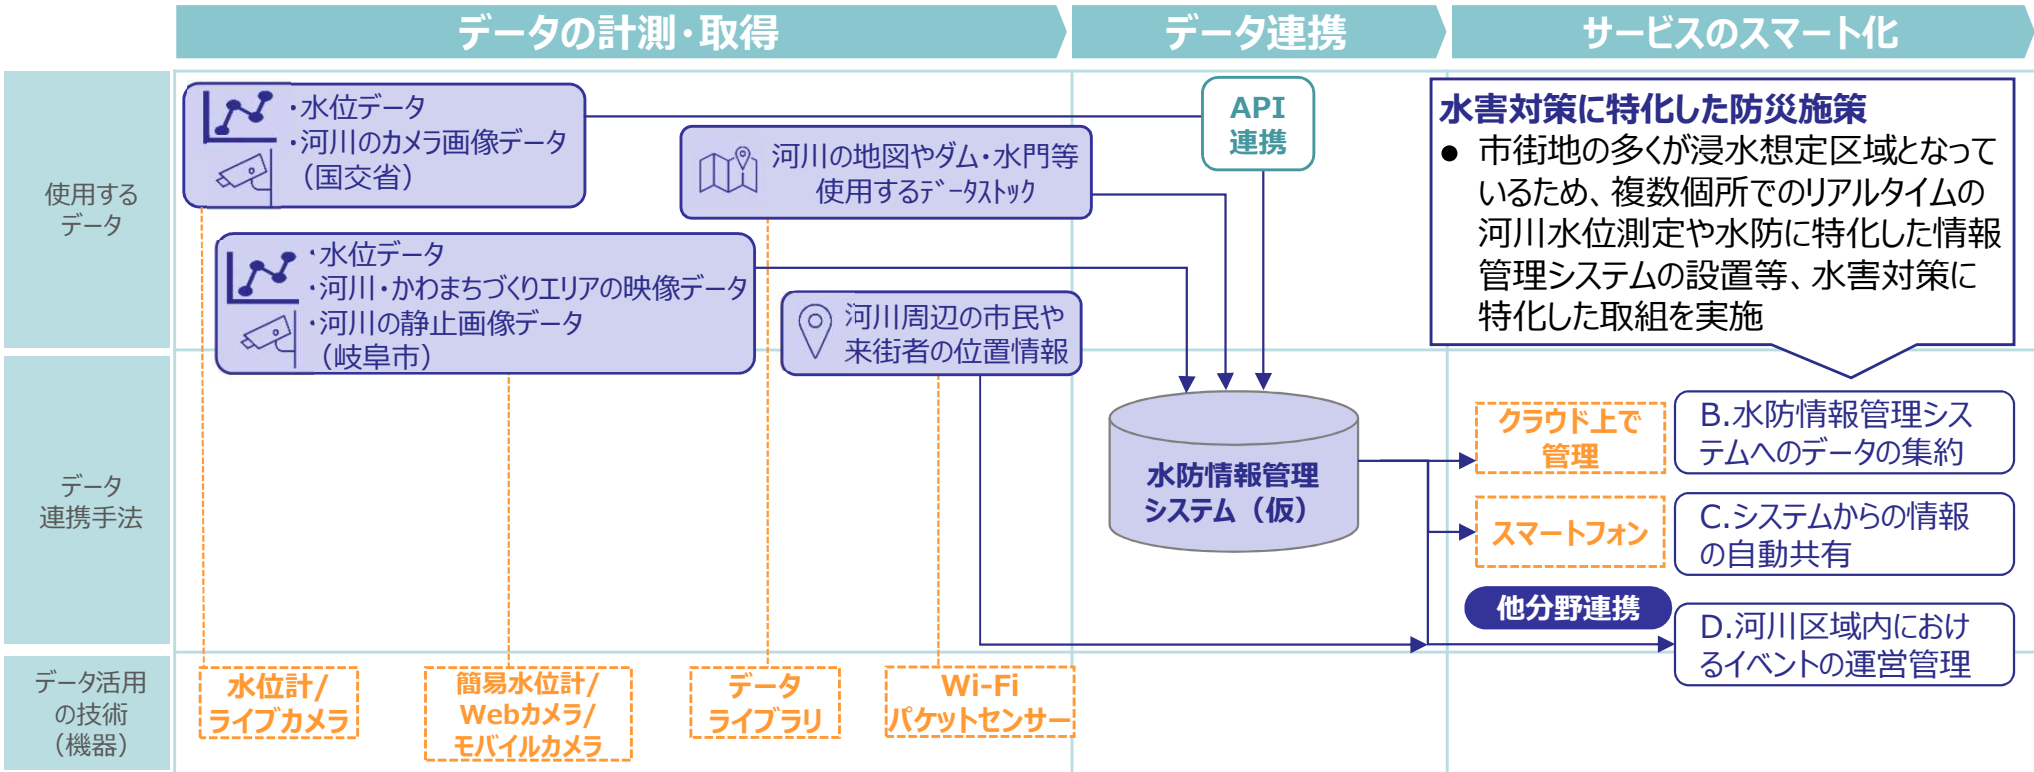 データの計測・取得
データ連携
サービスのスマート化
使用する
データ
・水位データ
・河川のカメラ画像データ
（国交省）
河川の地図やダム・水門等
使用するデータストック
API
連携
・水位データ
・河川・かわまちづくりエリアの映像データ
・河川の静止画像データ
（岐阜市）
河川周辺の市民や
来街者の位置情報
水害対策に特化した防災施策
● 市街地の多くが浸水想定区域となって
いるため、複数個所でのリアルタイムの
河川水位測定や水防に特化した情報
管理システムの設置等、水害対策に
特化した取組を実施
データ
連携手法
水防情報管理
システム（仮）
クラウド上で
管理
B.水防情報管理シス
テムへのデータの集約
スマートフォン
C.システムからの情報
の自動共有
他分野連携
D.河川区域内におけ
るイベントの運営管理
データ活用
の技術
（機器）
水位計/
ライブカメラ
簡易水位計/
Webカメラ/
モバイルカメラ
データ
ライブラリ
Wi-Fi
パケットセンサー